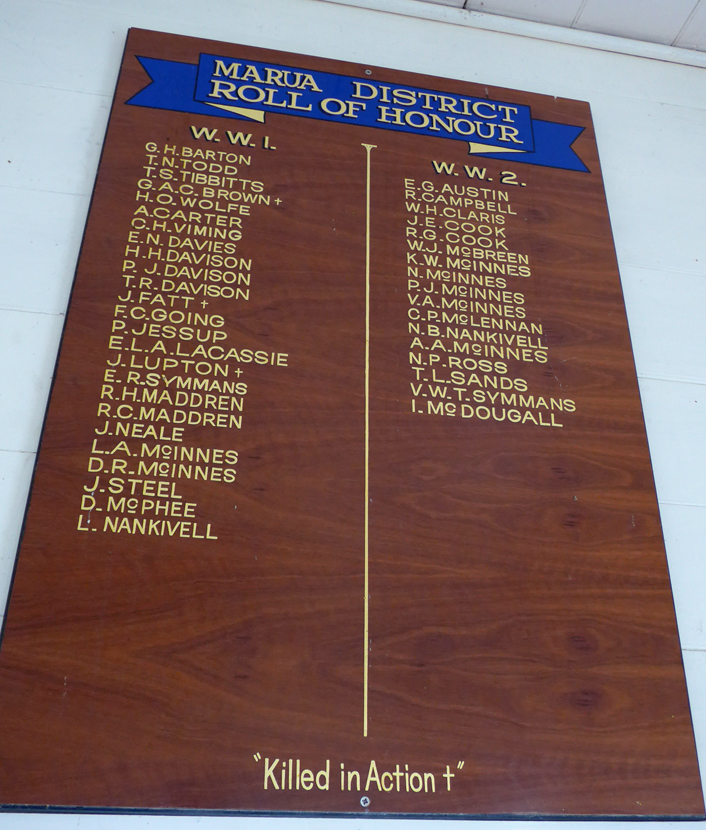 MARUA DISTRICT
ROLL OF HONOUR
W.W.1.
G.H.BARTON
T.N.TODD
T.S.TIBBITTS
G.A.C.BROWN†
H.O.WOLFE
A.CARTER
C.H.VIMING
E.N.DAVIES
H.H.DAVISON
P.J.DAVISON
T.R.DAVISON
J.FATT†
F.C.GOING
P.JESSUP
E.L.A.LACASSIE
J.LUPTON†
E.R.SYMMANS
R.H.MADDREN
R.C.MADDREN
J.NEALE
L.A.McINNES
D.R.McINNES
J.STEEL
D.McPHEE
L.NANKIVELL
W.W.2.
E.G.AUSTIN
R.CAMPBELL
W.H.CLARIS
J.E.COOK
R.G.COOK
W.J.McBREEN
K.W.McINNES
N.McINNES
P.J.McINNES
V.A.McINNES
C.P.McLENNAN
N.B.NANKIVELL
A.A.McINNES
N.P.ROSS
T.L.SANDS
V.W.T.SYMMANS
I.McDOUGALL
"Killed in Action †"